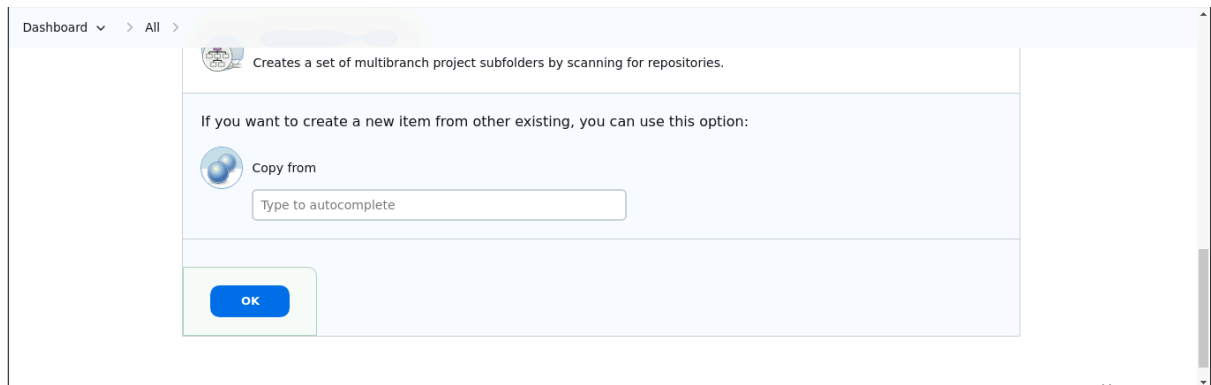 Dashboard
All
Creates a set of multibranch project subfolders by scanning for repositories.
If you want to create a new item from other existing, you can use this option:
Copy from
Type to autocomplete
OK